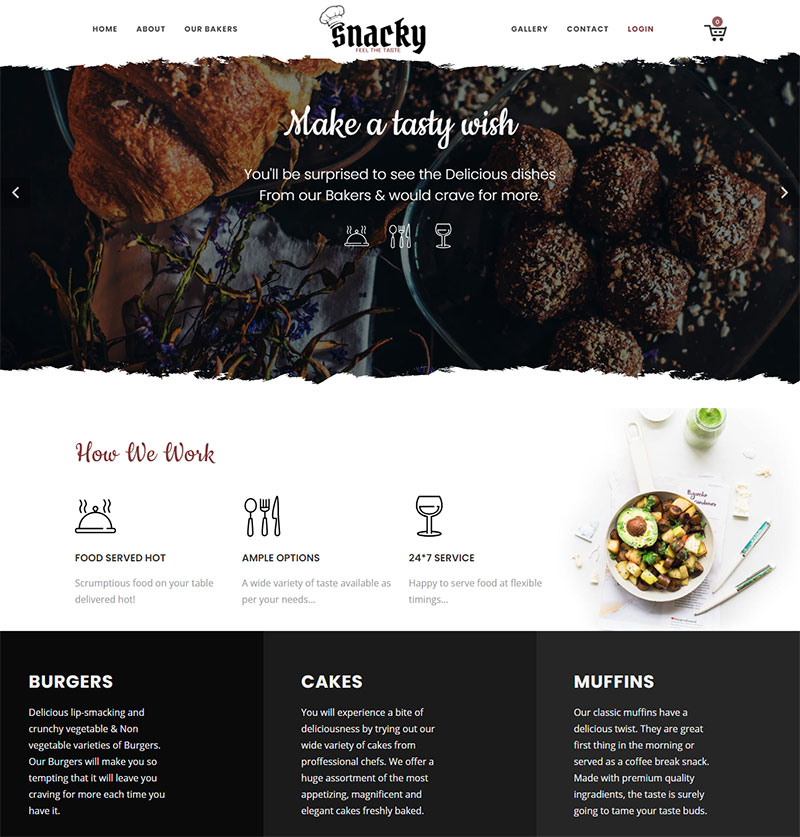 HOME ABOUT OUR BAKERS
snacky
FEEL THE TASTE
GALLERY CONTACT LOGIN
0
Make a tasty wish
You'll be surprised to see the Delicious dishes
From our Bakers & would crave for more.
How We Work
FOOD SERVED HOT
Scrumptious food on your table
delivered hot!
AMPLE OPTIONS
A wide variety of taste available as
per your needs...
24*7 SERVICE
Happy to serve food at flexible
timings...
BURGERS
Delicious lip-smacking and
crunchy vegetable & Non
vegetable varieties of Burgers.
Our Burgers will make you so
tempting that it will leave you
craving for more each time you
have it.
CAKES
You will experience a bite of
deliciousness by trying out our
wide variety of cakes from
proffesional chefs. We offer a
huge assortment of the most
appetizing, magnificent and
elegant cakes freshly baked.
MUFFINS
Our classic muffins have a
delicious twist. They are great
first thing in the morning or
served as a coffee break snack.
Made with premium quality
ingradients, the taste is surely
going to tame your taste buds.